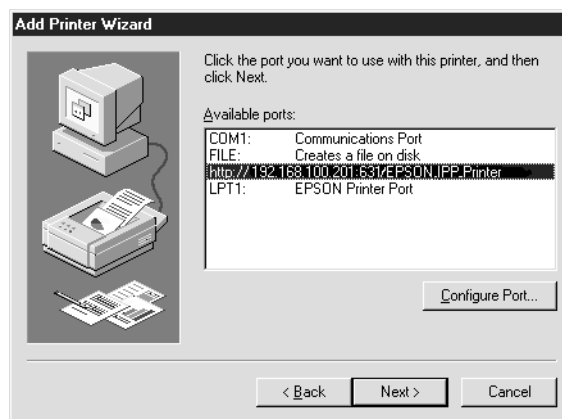 Add Printer Wizard
Click the port you want to use with this printer, and then
click Next.
Available ports:
COM1: Communications Port
FILE: Creates a file on disk
http://192.168.100.201:631/EPSON_IPP_Printer
LPT1: EPSON Printer Port
Configure Port...
< Back
Next >
Cancel